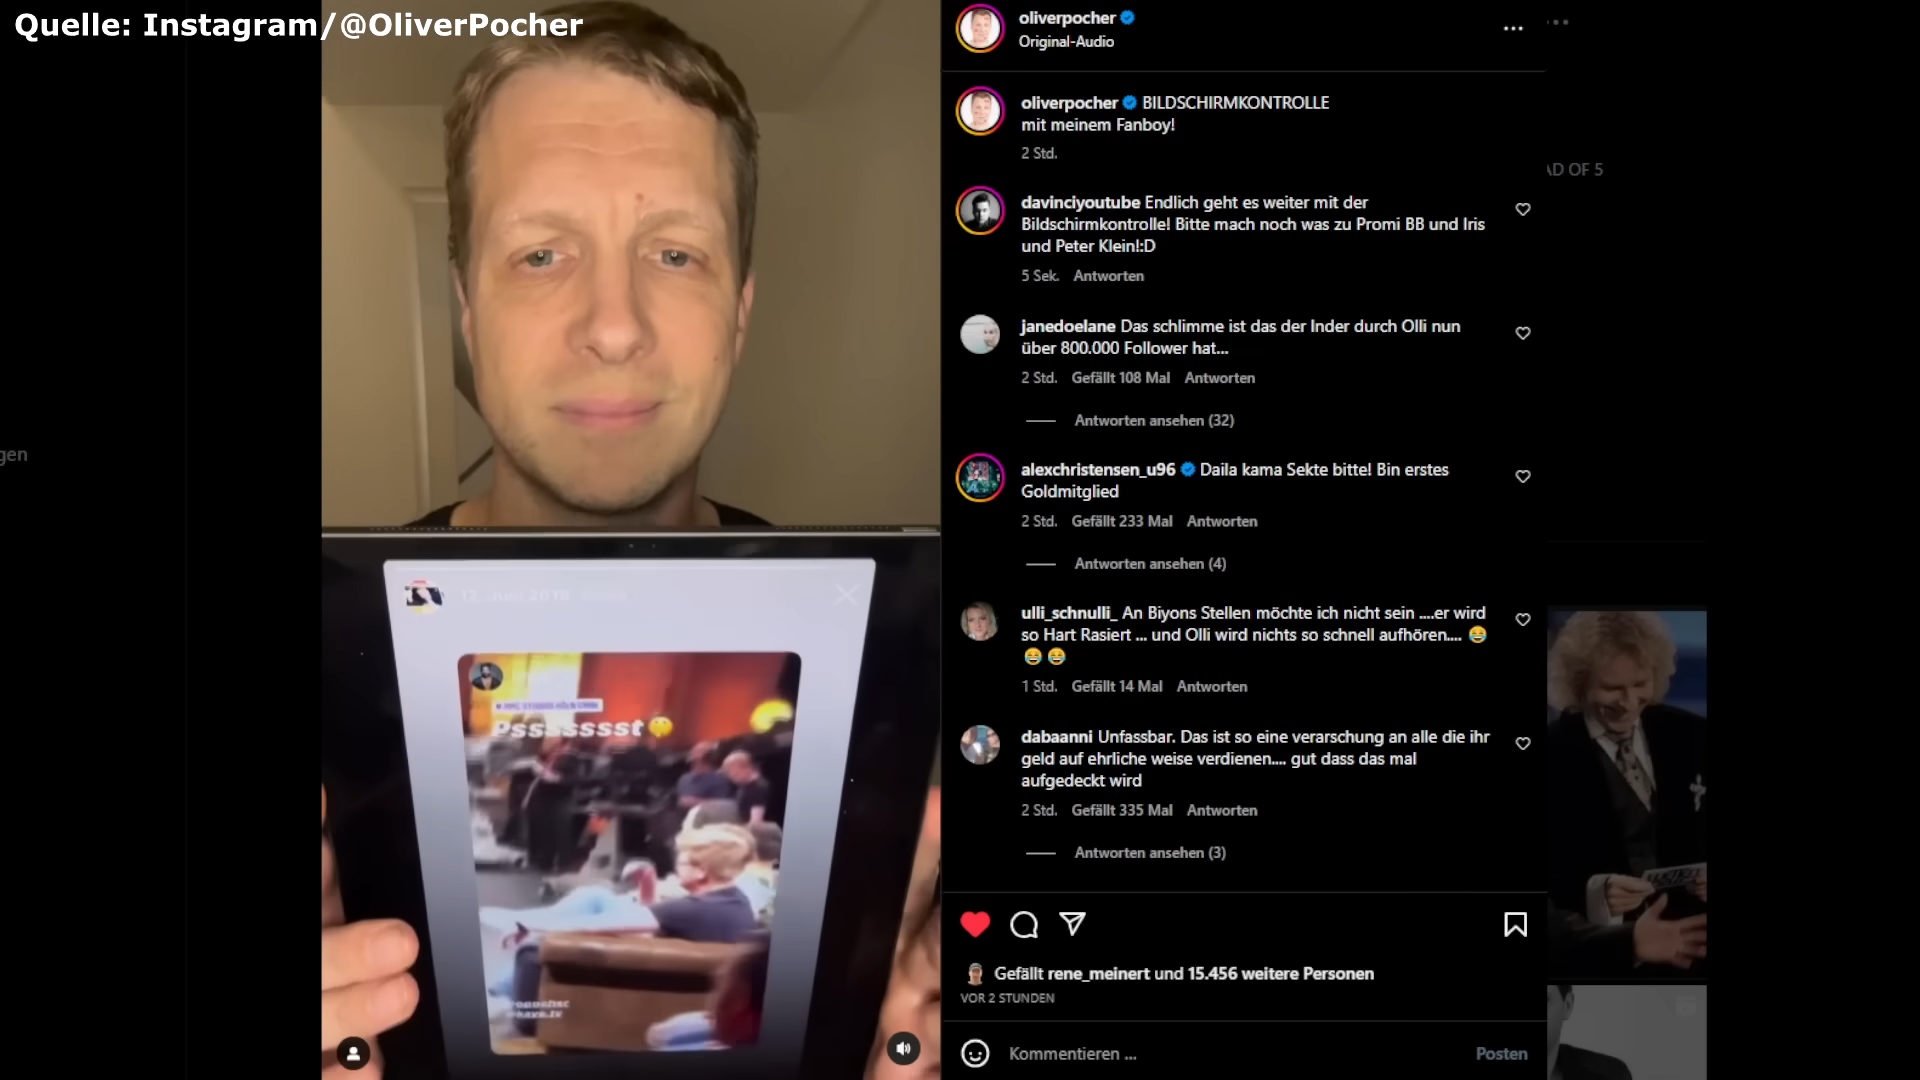 Quelle: Instagram/@OliverPocher
gen
Psssssssst
oliverpocher
Original-Audio
oliverpocher BILDSCHIRMKONTROLLE
mit meinem Fanboy!
2 Std.
davinciyoutube Endlich geht es weiter mit der
Bildschirmkontrolle! Bitte mach noch was zu Promi BB und Iris
und Peter Klein!:D
5 Sek. Antworten
janedoelane Das schlimme ist das der Inder durch Olli nun
über 800.000 Follower hat...
2 Std. Gefällt 108 Mal Antworten
Antworten ansehen (32)
alexchristensen_u96 Daila kama Sekte bitte! Bin erstes
Goldmitglied
2 Std. Gefällt 233 Mal Antworten
Antworten ansehen (4)
ulli_schnulli_ An Biyons Stellen möchte ich nicht sein ....er wird
so Hart Rasiert ... und Olli wird nichts so schnell aufhören.... 😂
😂 😂
1 Std. Gefällt 14 Mal Antworten
dabaanni Unfassbar. Das ist so eine verarschung an alle die ihr
geld auf ehrliche weise verdienen.... gut dass das mal
aufgedeckt wird
2 Std. Gefällt 335 Mal Antworten
Antworten ansehen (3)
Gefällt rene_meinert und 15.456 weitere Personen
VOR 2 STUNDEN
Kommentieren ...
Posten
AD OF 5